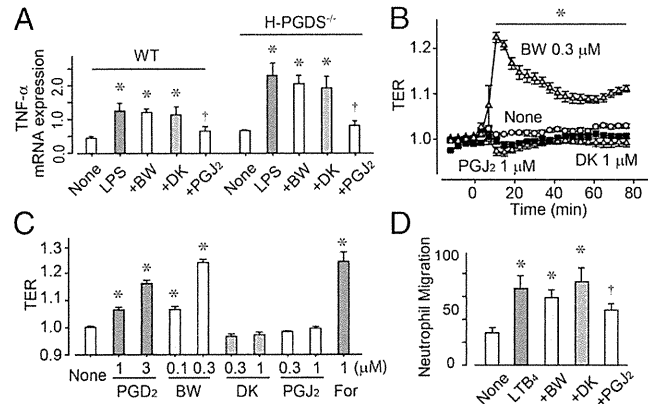 A
H-PGDS-/-
WT
TNF-α
mRNA expression
2.0
1.0
0.0
* * * † * * * †
None LPS +BW +DK +PGJ2 None LPS +BW +DK +PGJ2
B
*
BW 0.3 μM
TER
1.2
1.1
1.0
None
PGJ2 1 μM
DK 1 μM
0 20 40 60 80
Time (min)
C
TER
1.3
1.2
1.1
1.0
0.9
* * * * *
1 3 0.1 0.3 0.3 1 0.3 1 1 (μM)
None PGD2 BW DK PGJ2 For
D
Neutrophil Migration
100
50
0
* * * †
None LTB4 +BW +DK +PGJ2